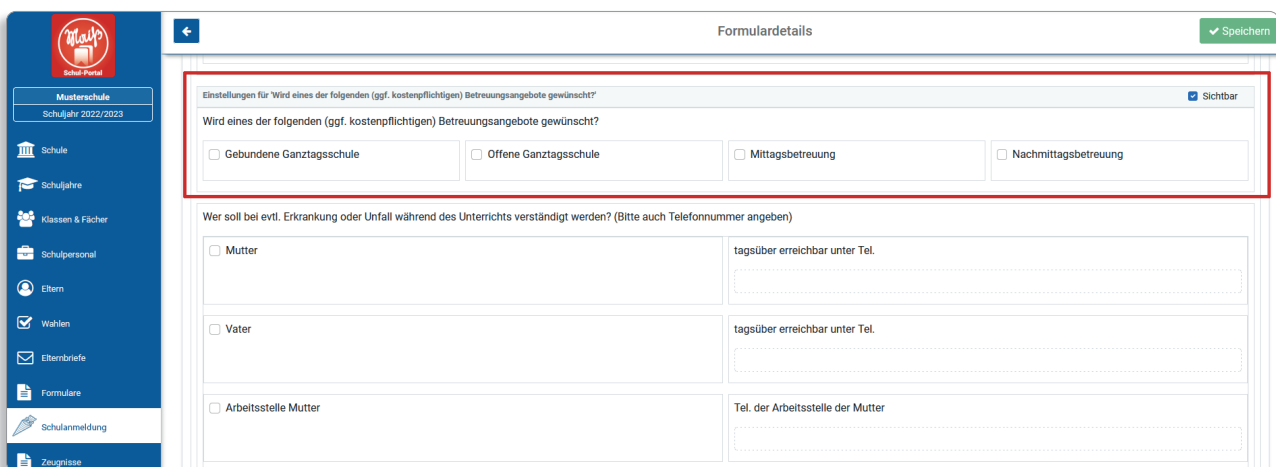 Maiß
Schul-Portal
Musterschule
Schuljahr 2022/2023
Schule
Schuljahre
Klassen & Fächer
Schulpersonal
Eltern
Wahlen
Elternbriefe
Formulare
Schulanmeldung
Zeugnisse
Formulardetails
Speichern
Einstellungen für 'Wird eines der folgenden (ggf. kostenpflichtigen) Betreuungsangebote gewünscht?'
Sichtbar
Wird eines der folgenden (ggf. kostenpflichtigen) Betreuungsangebote gewünscht?
Gebundene Ganztagsschule
Offene Ganztagsschule
Mittagsbetreuung
Nachmittagsbetreuung
Wer soll bei evtl. Erkrankung oder Unfall während des Unterrichts verständigt werden? (Bitte auch Telefonnummer angeben)
Mutter
tagsüber erreichbar unter Tel.
Vater
tagsüber erreichbar unter Tel.
Arbeitsstelle Mutter
Tel. der Arbeitsstelle der Mutter